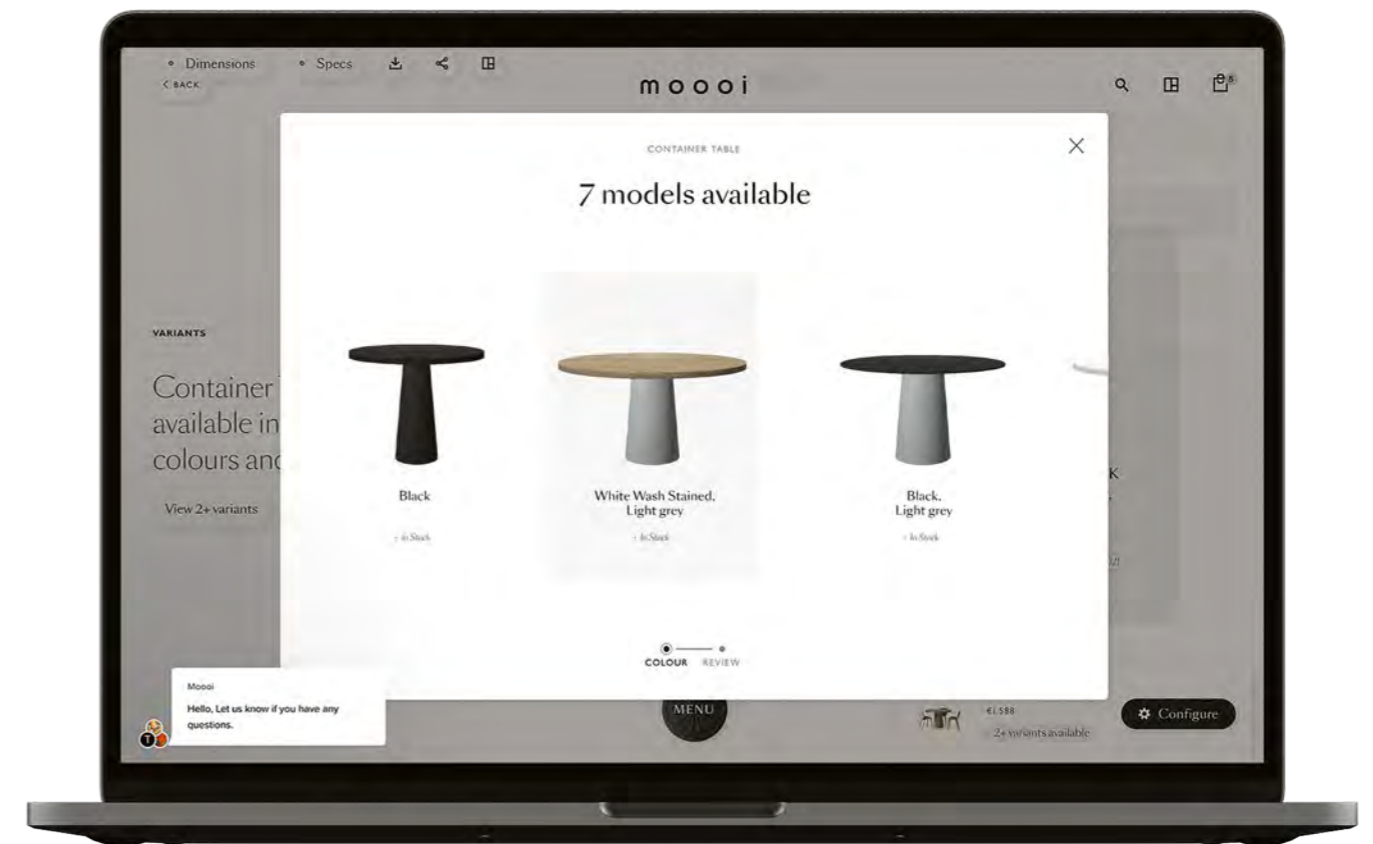 Dimensions
Specs
BACK
moooi
CONTAINER TABLE
7 models available
VARIANTS
Container
available in
colours and
View 2+ variants
Black
- In Stock
White Wash Stained,
Light grey
- In Stock
Black,
Light grey
- In Stock
K
COLOUR REVIEW
Moooi
Hello, Let us know if you have any
questions.
T
MENU
€1.588
2+ variants available
Configure